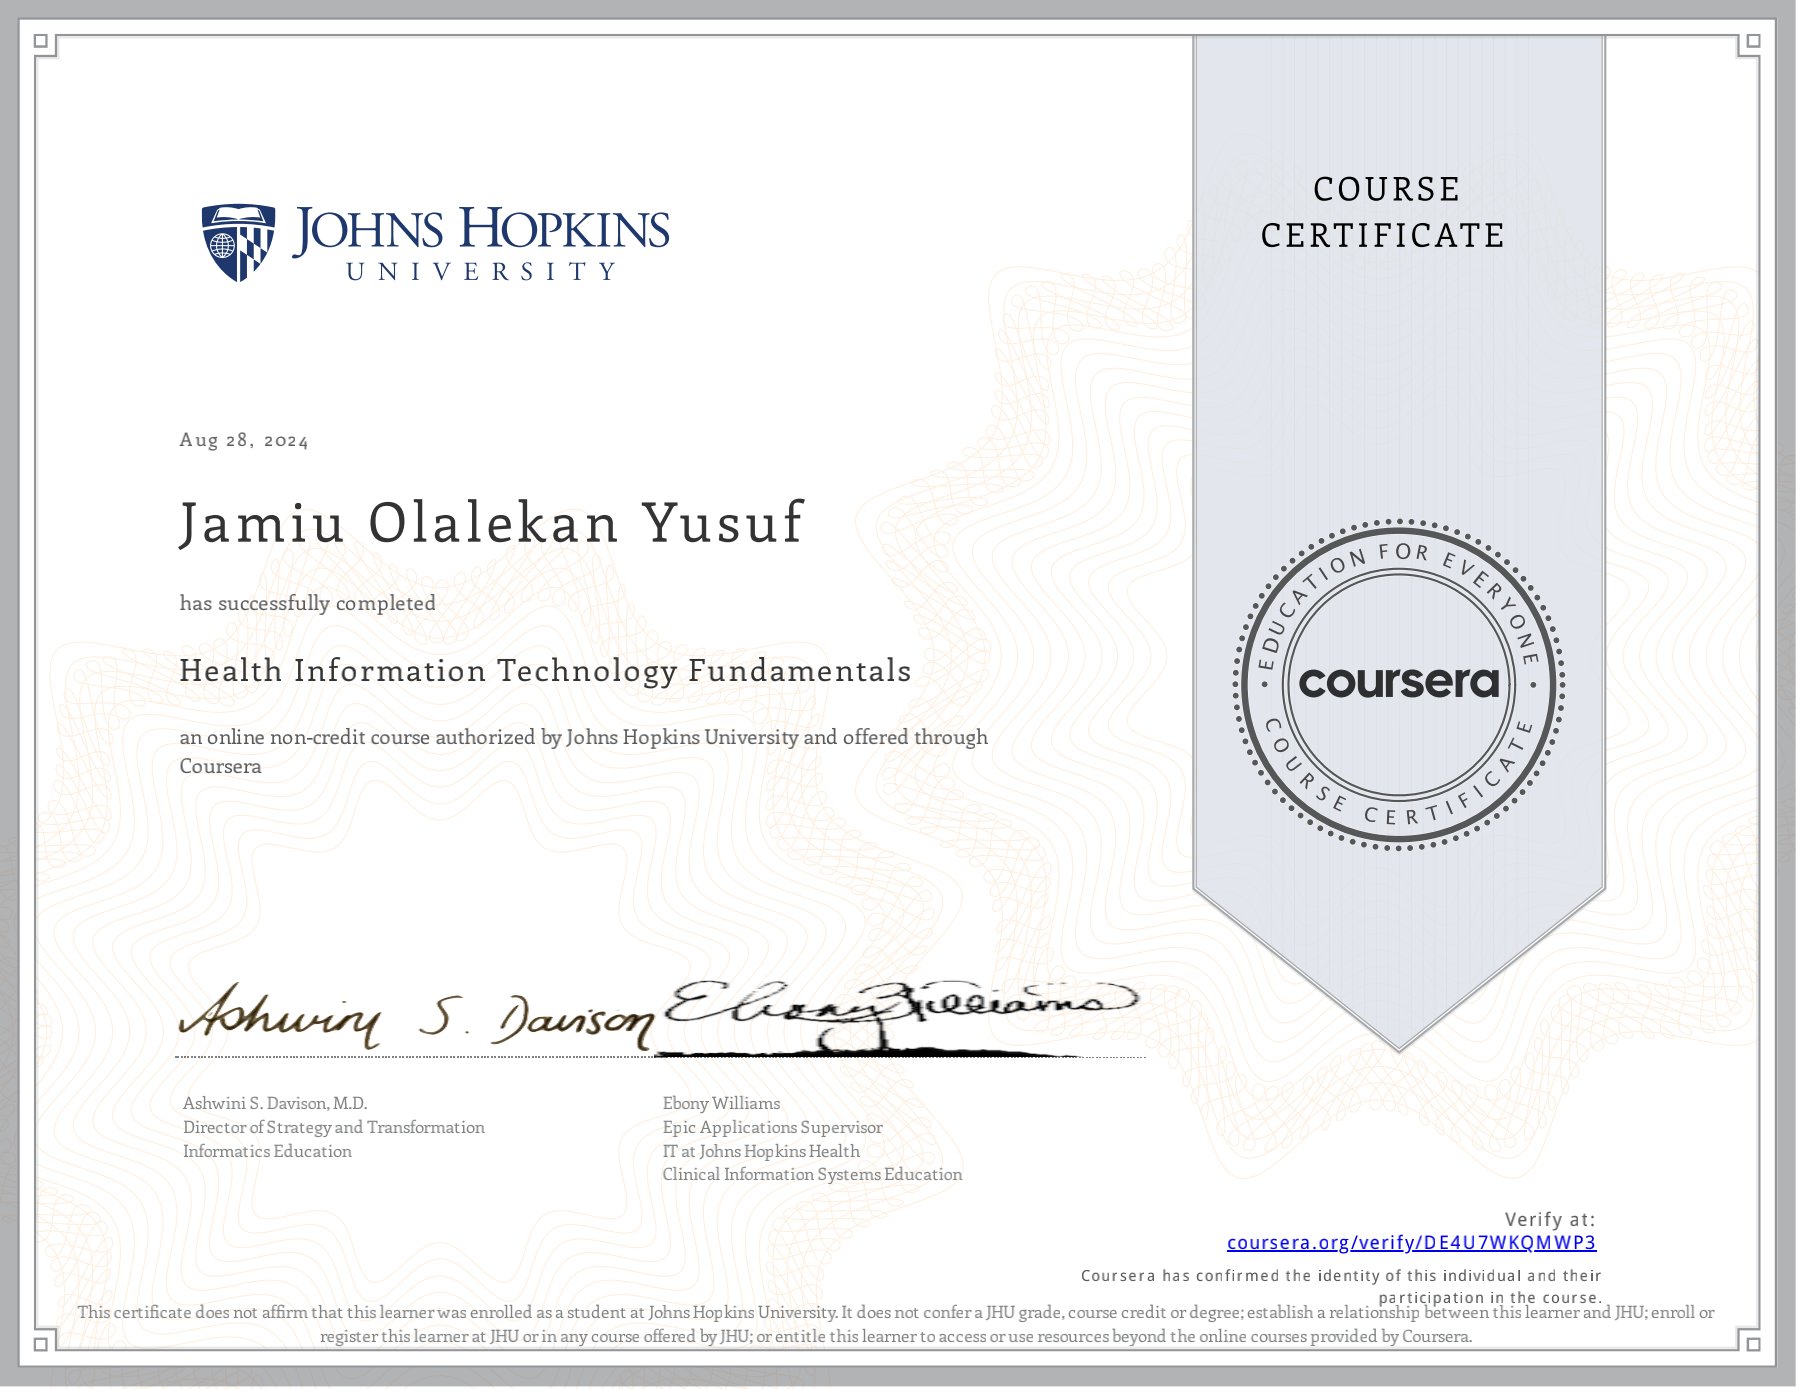 JOHNS HOPKINS
UNIVERSITY
COURSE
CERTIFICATE
Aug 28, 2024
Jamiu Olalekan Yusuf
has successfully completed
Health Information Technology Fundamentals
an online non-credit course authorized by Johns Hopkins University and offered through
Coursera
EDUCATION FOR EVERYONE
coursera
COURSE CERTIFICATE
Ashwini S. Davison
Ebony Williams
Ashwini S. Davison, M.D.
Director of Strategy and Transformation
Informatics Education
Ebony Williams
Epic Applications Supervisor
IT at Johns Hopkins Health
Clinical Information Systems Education
Verify at:
coursera.org/verify/DE4U7WKQMWP3
Coursera has confirmed the identity of this individual and their
participation in the course.
This certificate does not affirm that this learner was enrolled as a student at Johns Hopkins University. It does not confer a JHU grade, course credit or degree; establish a relationship between this learner and JHU; enroll or
register this learner at JHU or in any course offered by JHU; or entitle this learner to access or use resources beyond the online courses provided by Coursera.